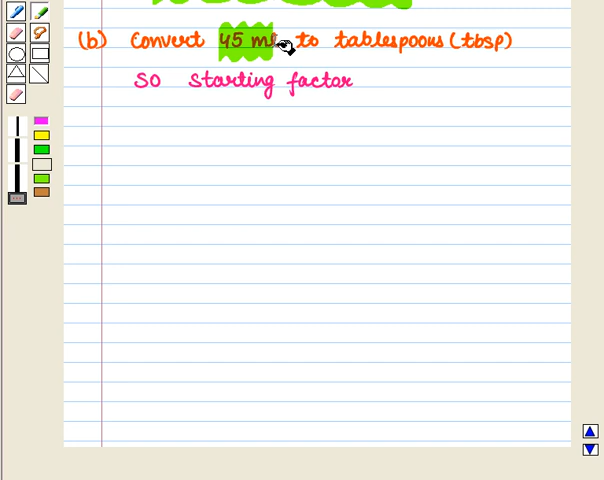 (b) Convert 45 ml to tablespoons (tbsp)
SO Starting factor